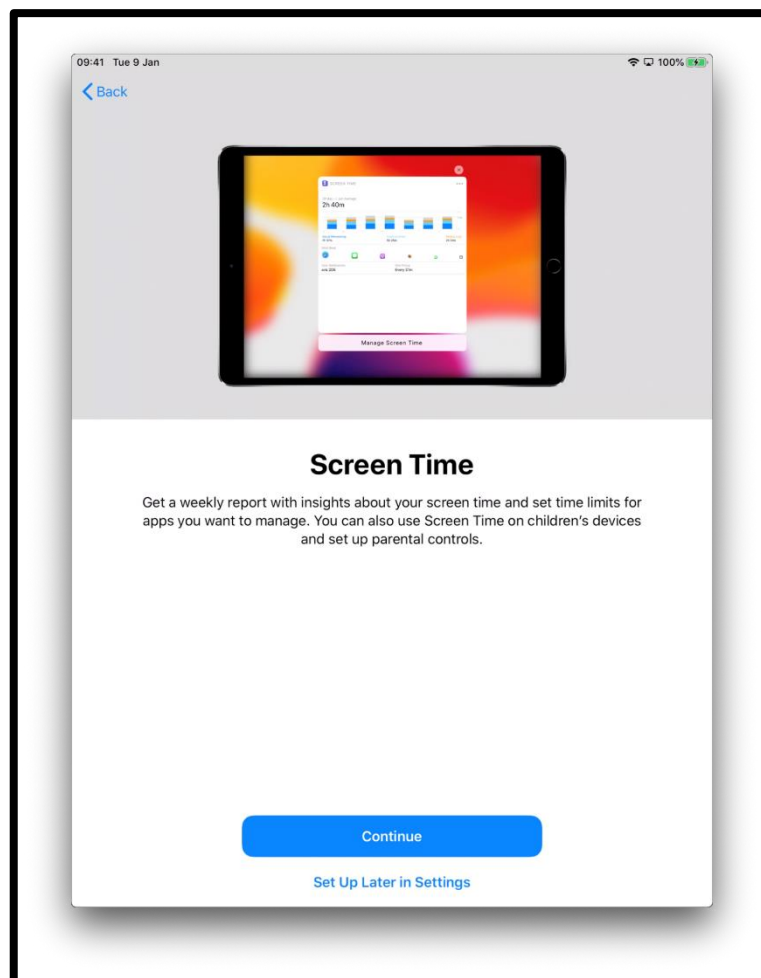 09:41 Tue 9 Jan
100%
Back
SCREEN TIME
2h 40m
Manage Screen Time
Screen Time
Get a weekly report with insights about your screen time and set time limits for
apps you want to manage. You can also use Screen Time on children’s devices
and set up parental controls.
Continue
Set Up Later in Settings